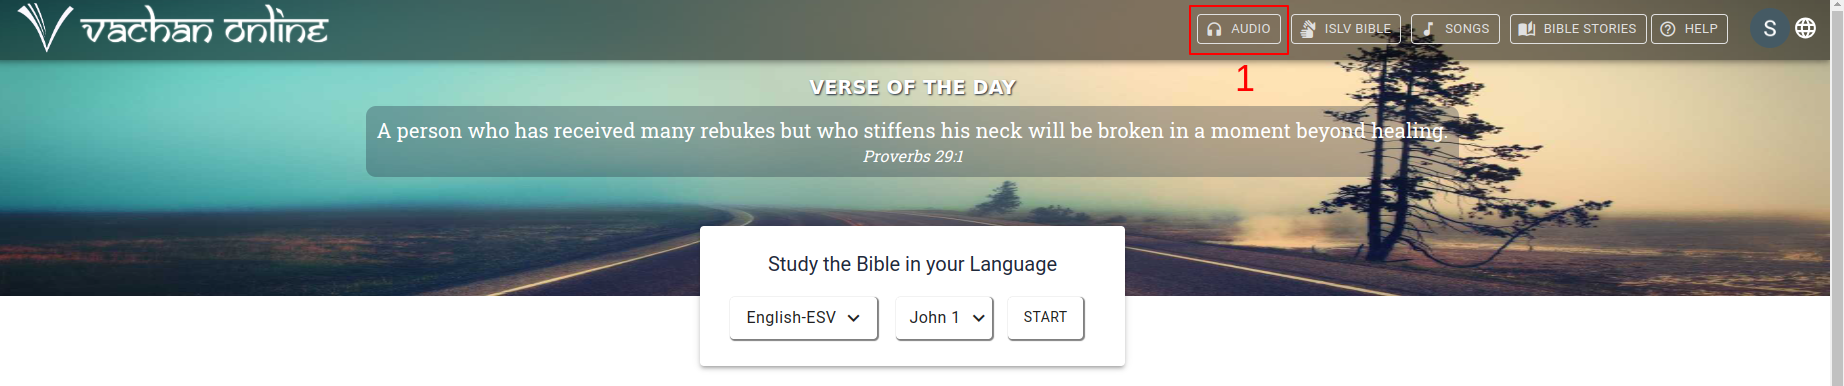 vachan online
AUDIO
ISLV BIBLE
SONGS
BIBLE STORIES
HELP
S
1
VERSE OF THE DAY
A person who has received many rebukes but who stiffens his neck will be broken in a moment beyond healing.
Proverbs 29:1
Study the Bible in your Language
English-ESV
John 1
START